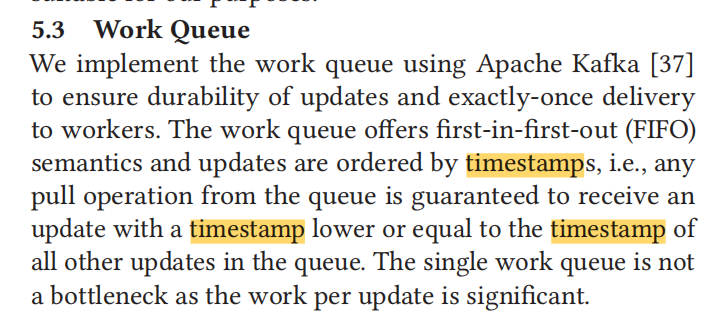 5.3 Work Queue
We implement the work queue using Apache Kafka [37]
to ensure durability of updates and exactly-once delivery
to workers. The work queue offers first-in-first-out (FIFO)
semantics and updates are ordered by timestamps, i.e., any
pull operation from the queue is guaranteed to receive an
update with a timestamp lower or equal to the timestamp of
all other updates in the queue. The single work queue is not
a bottleneck as the work per update is significant.